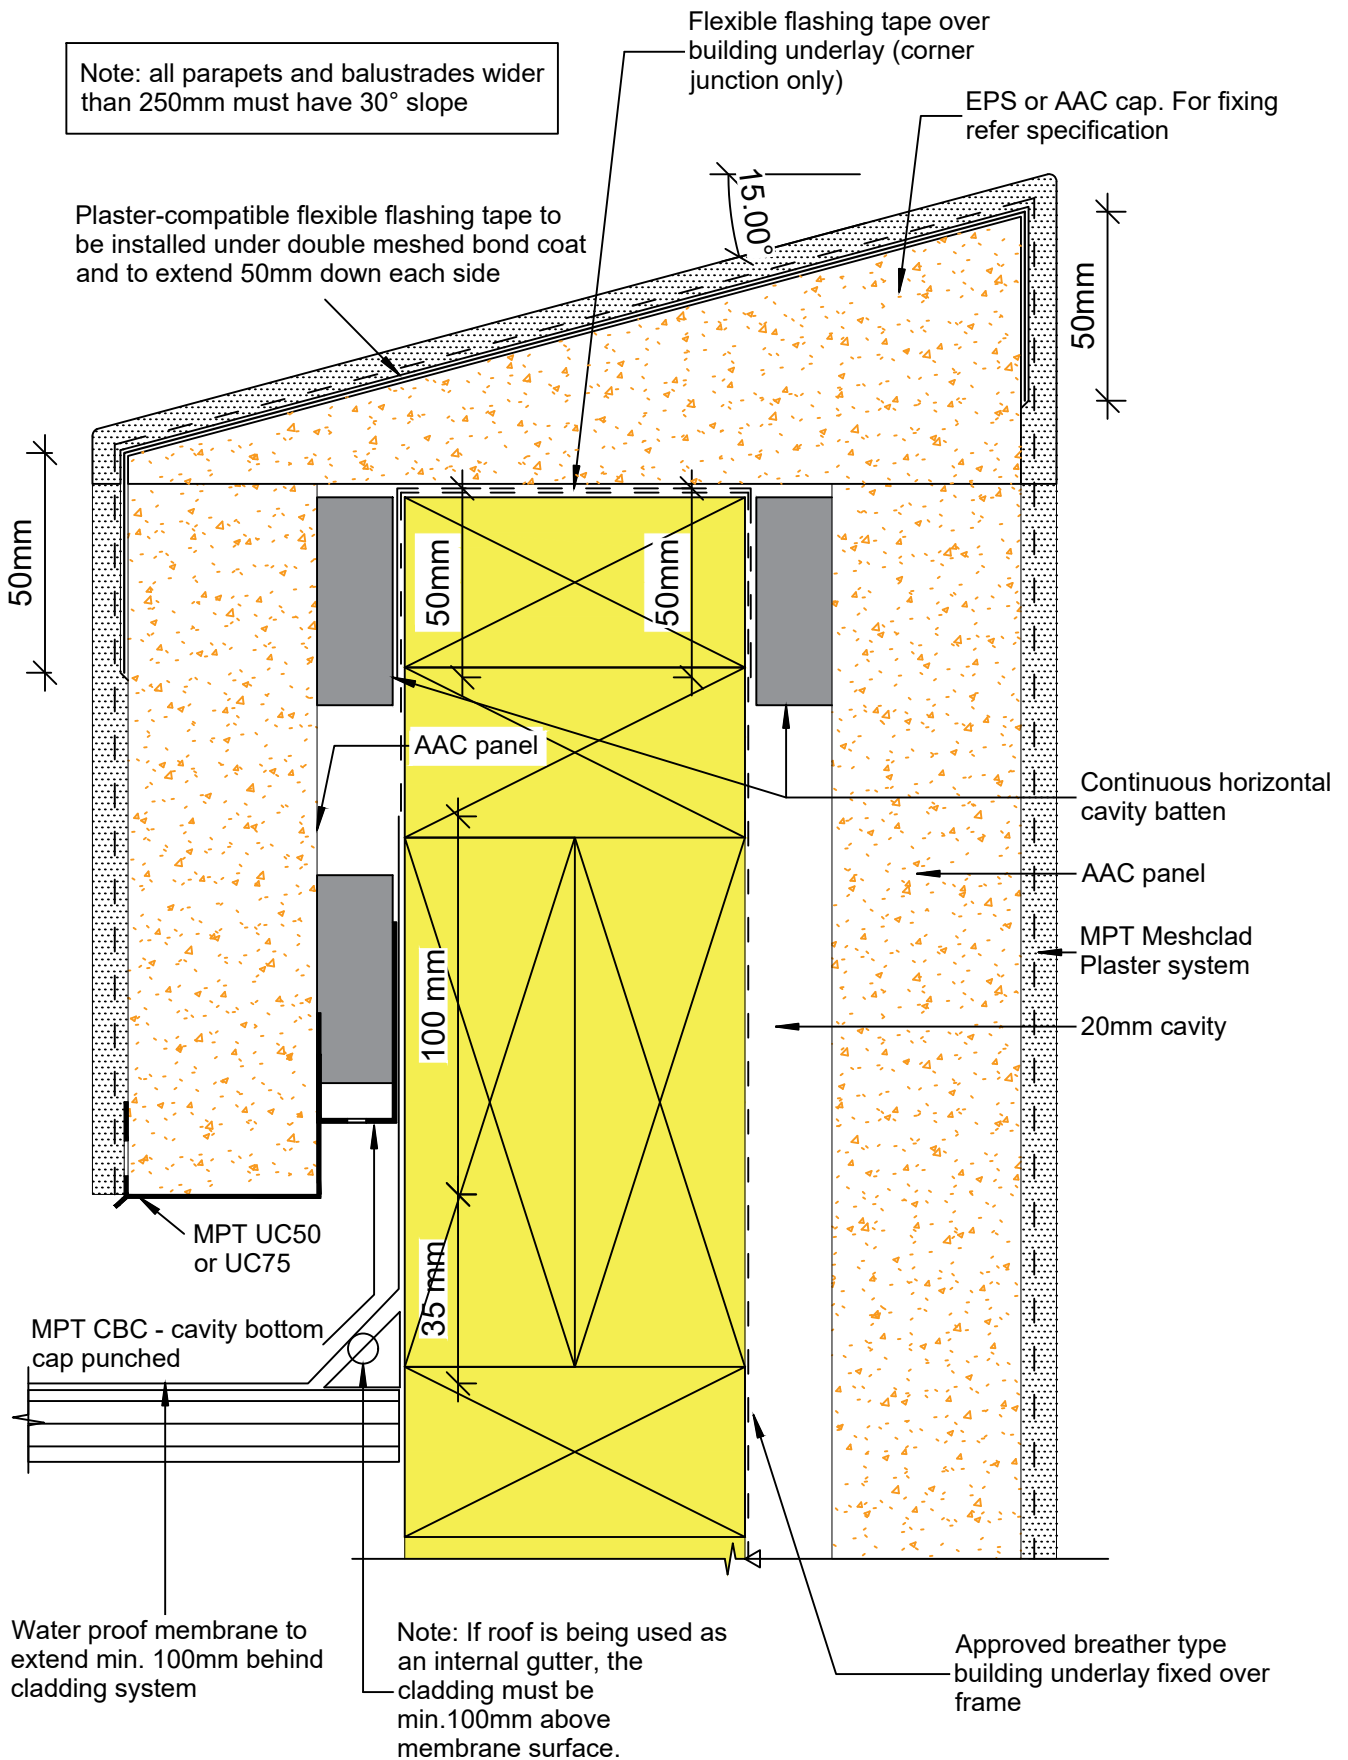 Flexible flashing tape over
building underlay (corner
junction only)
Note: all parapets and balustrades wider
than 250mm must have 30° slope
EPS or AAC cap. For fixing
refer specification
15.00°
Plaster-compatible flexible flashing tape to
be installed under double meshed bond coat
and to extend 50mm down each side
50mm
50mm
50mm
50mm
AAC panel
Continuous horizontal
cavity batten
AAC panel
MPT Meshclad
Plaster system
100 mm
20mm cavity
MPT UC50
or UC75
35 mm
MPT CBC - cavity bottom
cap punched
Water proof membrane to
extend min. 100mm behind
cladding system
Note: If roof is being used as
an internal gutter, the
cladding must be
min.100mm above
membrane surface.
Approved breather type
building underlay fixed over
frame